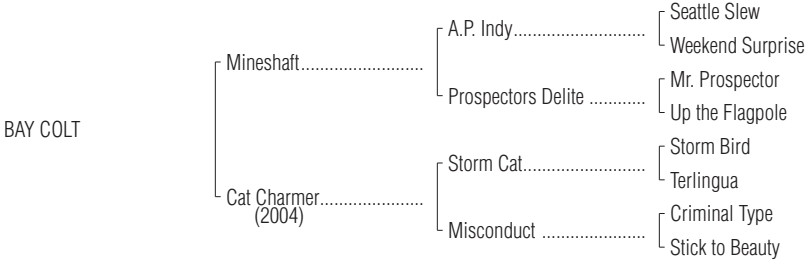 Seattle Slew
A.P. Indy............................
Weekend Surprise
Mineshaft..........................
Mr. Prospector
Prospectors Delite ............
Up the Flagpole
BAY COLT
Storm Bird
Storm Cat..........................
Terlingua
Cat Charmer......................
(2004)
Criminal Type
Misconduct ......................
Stick to Beauty